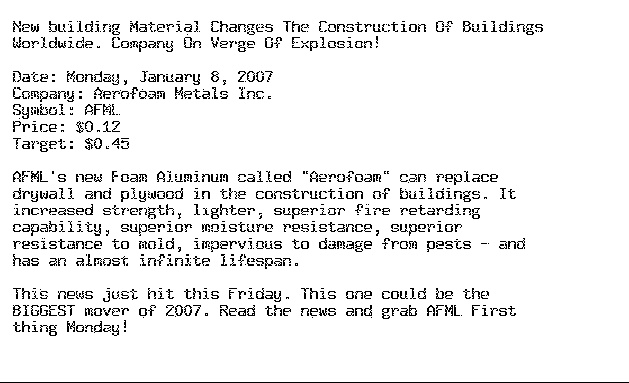 New building Material Changes The Construction Of Buildings
Worldwide. Company On Verge Of Explosion!
Date: Monday, January 8, 2007
Company: Aerofoam Metals Inc.
Symbol: AFML
Price: $0.12
Target: $0.45
AFML's new Foam Aluminum called "Aerofoam" can replace
drywall and plywood in the construction of buildings. It
increased strength, lighter, superior fire retarding
capability, superior moisture resistance, superior
resistance to mold, impervious to damage from pests - and
has an almost infinite lifespan.
This news just hit this Friday. This one could be the
BIGGEST mover of 2007. Read the news and grab AFML First
thing Monday!